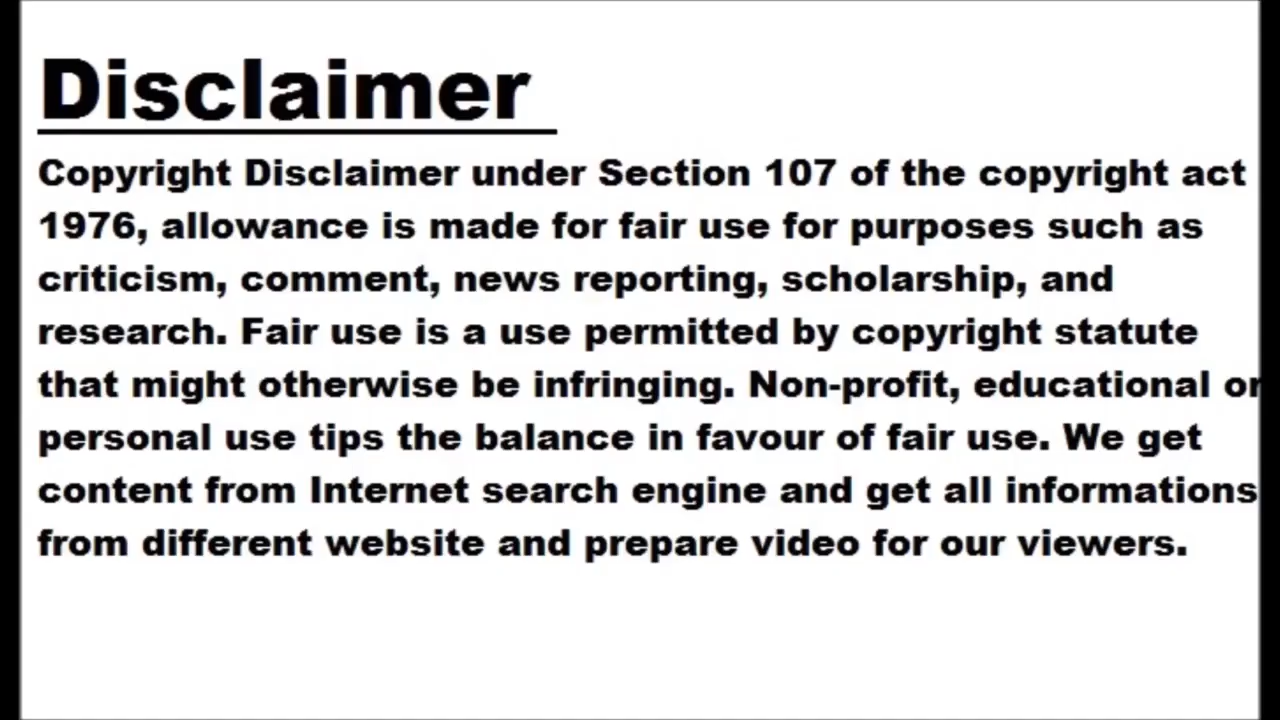 Disclaimer
Copyright Disclaimer under Section 107 of the copyright act
1976, allowance is made for fair use for purposes such as
criticism, comment, news reporting, scholarship, and
research. Fair use is a use permitted by copyright statute
that might otherwise be infringing. Non-profit, educational or
personal use tips the balance in favour of fair use. We get
content from Internet search engine and get all informations
from different website and prepare video for our viewers.